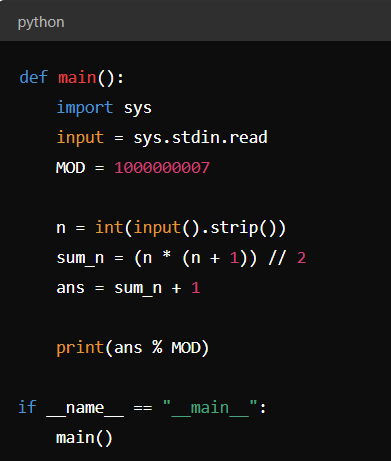 python
def main():
    import sys
    input = sys.stdin.read
    MOD = 1000000007
    n = int(input().strip())
    sum_n = (n * (n + 1)) // 2
    ans = sum_n + 1
    print(ans % MOD)
if __name__ == "__main__":
    main()